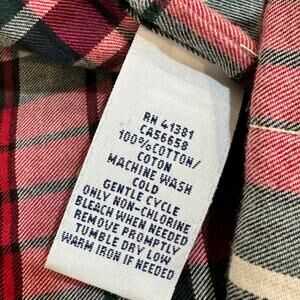 RN 41381
CA56658
100%COTTON/
COTON
MACHINE WASH
COLD
GENTLE CYCLE
ONLY NON-CHLORINE
BLEACH WHEN NEEDED
REMOVE PROMPTLY
TUMBLE DRY LOW
WARM IRON IF NEEDED